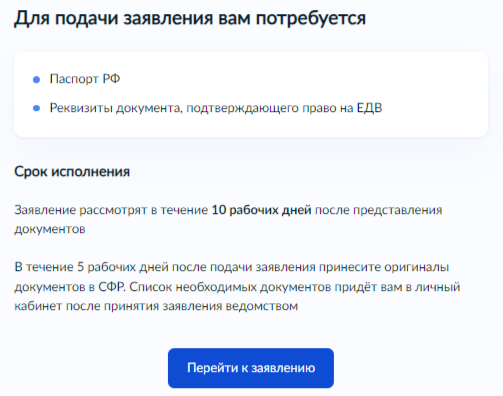 Для подачи заявления вам потребуется
Паспорт РФ
Реквизиты документа, подтверждающего право на ЕДВ
Срок исполнения
Заявление рассмотрят в течение 10 рабочих дней после представления
документов
В течение 5 рабочих дней после подачи заявления принесите оригиналы
документов в СФР. Список необходимых документов придёт вам в личный
кабинет после принятия заявления ведомством
Перейти к заявлению